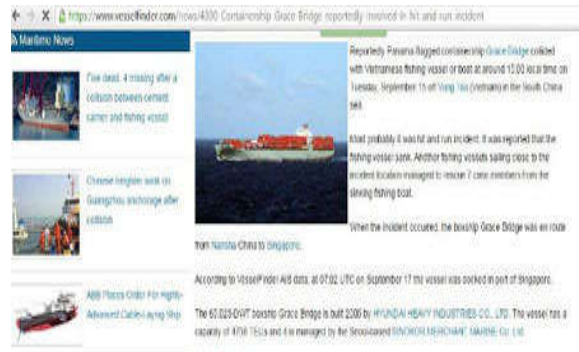 https://www.vesselfinder.com/news/4300-Containership-Grace-Bridge-reportedly-involved-in-hit-and-run-incident
Maritime News
Five dead, 4 missing after a
collision between cement
carrier and fishing vessel
Chinese freighter sunk on
Guangzhou anchorage after
collision
ABB Places Order For Highly-
Advanced Cable-Laying Ship
Reportedly Panama-flagged containership Grace Bridge collided
with Vietnamese fishing vessel or boat at around 15:00 local time on
Tuesday, September 15 off Vung Tau (Vietnam) in the South China
sea.
Most probably it was hit and run incident. It was reported that the
fishing vessel sank. Another fishing vessels sailing close to the
incident location managed to rescue 7 crew members from the
sinking fishing boat.
When the incident occurred, the boxship Grace Bridge was en route
from Nansha China to Singapore.
According to VesselFinder AIS data, at 07:02 UTC on September 17 the vessel was docked in port of Singapore.
The 63,023-DWT boxship Grace Bridge is built 2006 by HYUNDAI HEAVY INDUSTRIES CO., LTD. The vessel has a
capacity of 4738 TEUs and it is managed by the Seoul-based SINOKOR MERCHANT MARINE Co. Ltd.